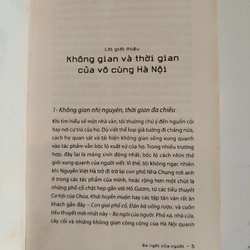 Lời giới thiệu
Không gian và thời gian
của vô cùng Hà Nội
1- Không gian nhị nguyên, thời gian đa chiều
Khi tìm hiểu về một nhà văn, tôi thường chú ý đến nguồn cội
hay nơi cư trú của họ. Dù viết thể loại giả tưởng đi chăng nữa,
cách họ quan sát và tái hiện không gian sống xung quanh
vào tác phẩm vẫn bộc lộ xuất xứ của họ. Trong nhiều trường
hợp, đây lại là mảng sinh động nhất, bộc lộ cách nhìn thế
giới xung quanh của người viết. Vì thế, tôi không ngạc nhiên
khi Nguyễn Việt Hà trở đi trở lại con phố Nhà Chung nơi anh
ở trong các tác phẩm của mình, hoặc rộng hơn một chút là
những phố cổ chật hẹp gần với Hồ Gươm, từ các tiểu thuyết
Cơ hội của Chúa, Khải huyền muộn hay các tập tản văn rất ăn
khách gần đây – Con giai phố cổ, Đàn bà uống rượu, và cuốn
tiểu thuyết mới nhất này – Ba ngôi của người. Phố xá, nhà cửa,
cây cối và những không gian công cộng của Hà Nội quanh
Ba ngôi của người - 5